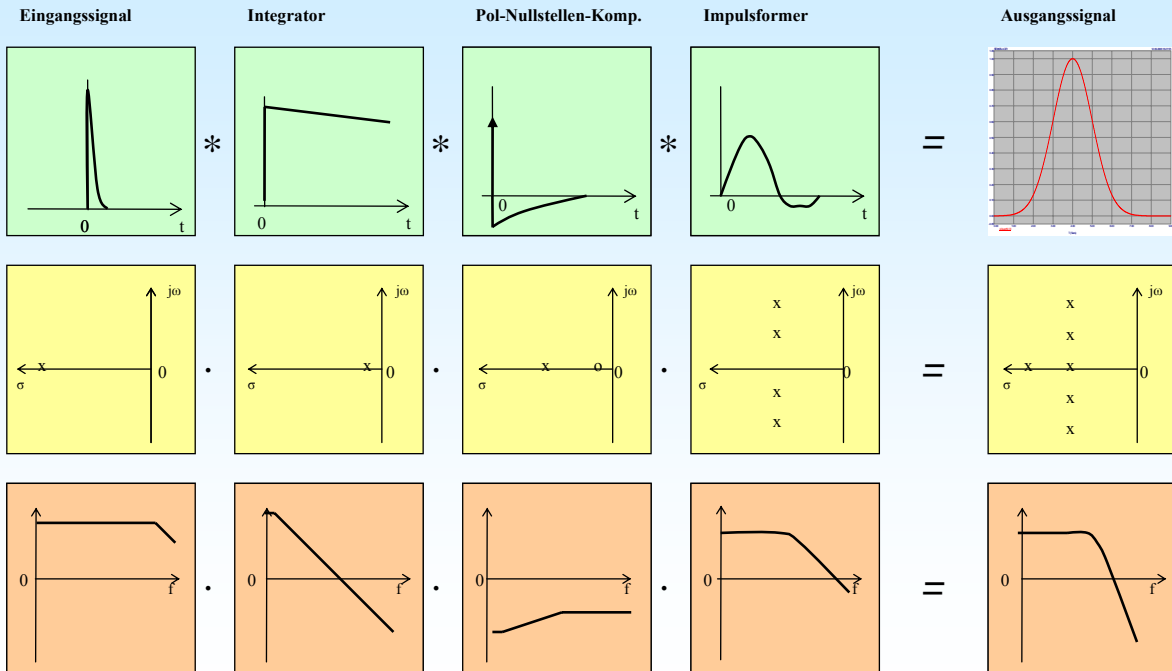 Eingangssignal Integrator Pol-Nullstellen-Komp. Impulsformer Ausgangssignal
0 t * 0 t * 0 t * 0 t =
jω 0 σ x · jω 0 σ x · jω 0 σ x o · jω 0 σ x x x x = jω 0 σ x x x x x x
0 f · 0 f · 0 f · 0 f = 0 f